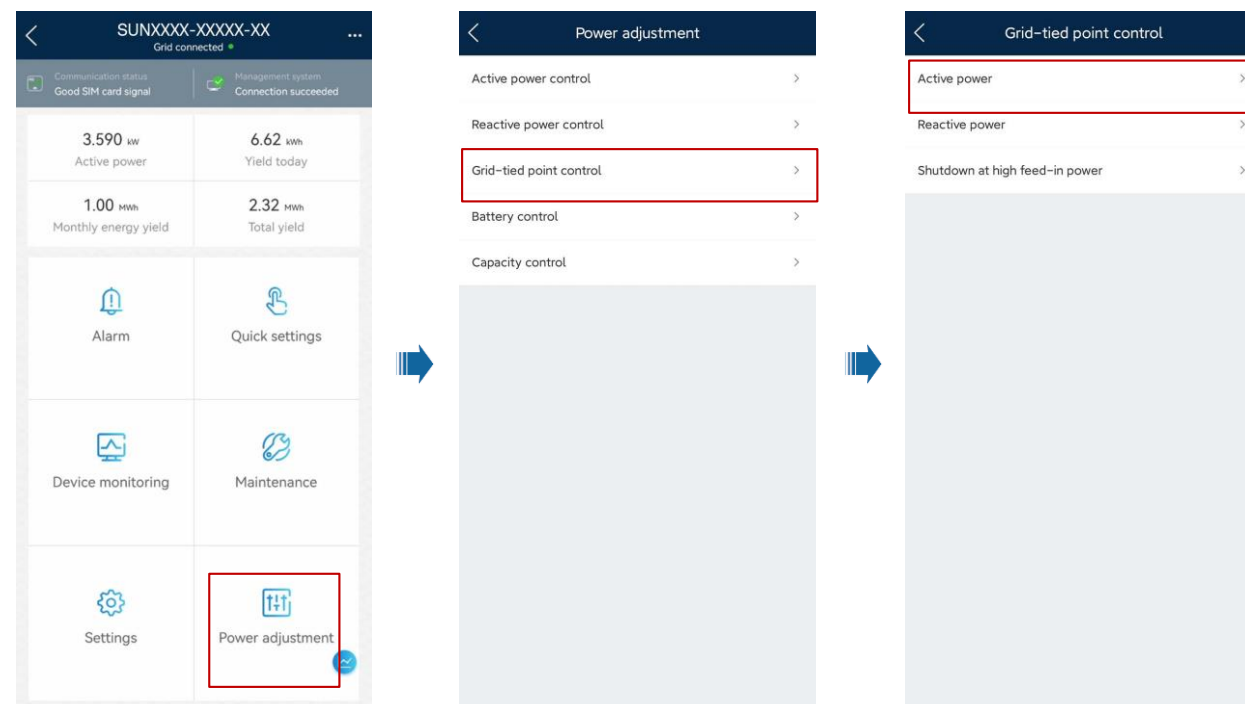 SUNXXXX-XXXXX-XX
Grid connected
Communication status
Good SIM card signal
Management system
Connection succeeded
3.590 kW
Active power
6.62 kWh
Yield today
1.00 MWh
Monthly energy yield
2.32 MWh
Total yield
Alarm
Quick settings
Device monitoring
Maintenance
Settings
Power adjustment
Power adjustment
Active power control
Reactive power control
Grid-tied point control
Battery control
Capacity control
Grid-tied point control
Active power
Reactive power
Shutdown at high feed-in power